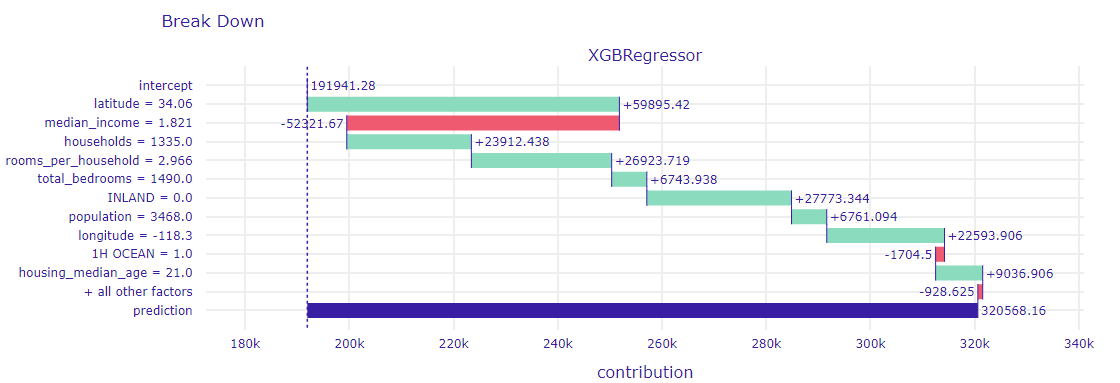 Break Down
XGBRegressor
intercept 191941.28
latitude = 34.06 +59895.42
median_income = 1.821 -52321.67
households = 1335.0 +23912.438
rooms_per_household = 2.966 +26923.719
total_bedrooms = 1490.0 +6743.938
INLAND = 0.0 +27773.344
population = 3468.0 +6761.094
longitude = -118.3 +22593.906
1H OCEAN = 1.0 -1704.5
housing_median_age = 21.0 +9036.906
+ all other factors -928.625
prediction 320568.16
180k 200k 220k 240k 260k 280k 300k 320k 340k
contribution